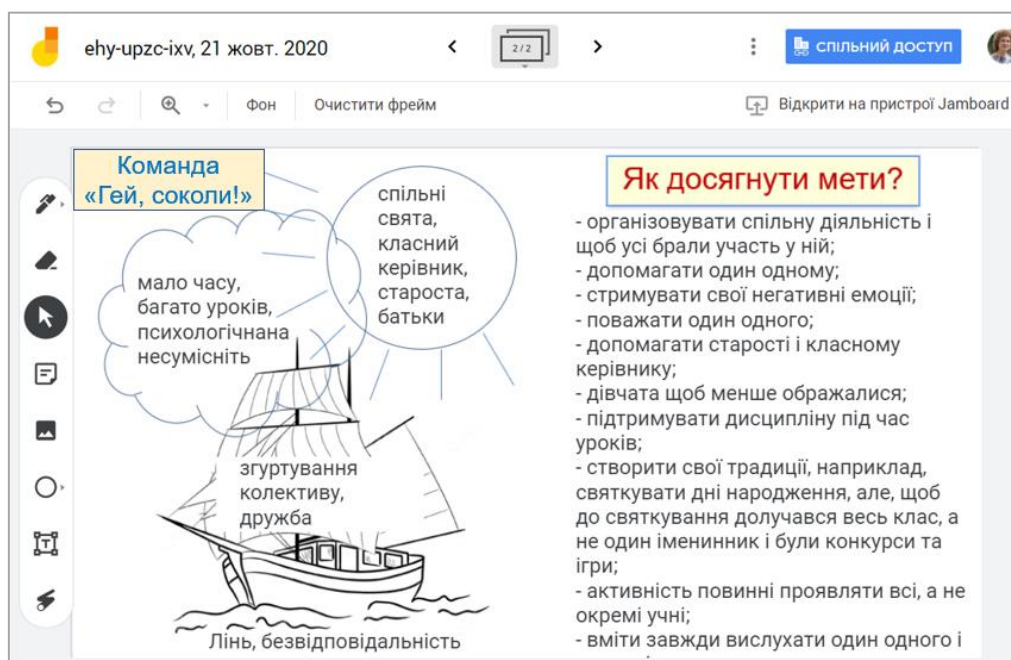 ehy-upzc-ixv, 21 жовт. 2020
2 / 2
СПІЛЬНИЙ ДОСТУП
Фон
Очистити фрейм
Відкрити на пристрої Jamboard
Команда
«Гей, соколи!»
мало часу,
багато уроків,
психологічнана
несумісніть
спільні
свята,
класний
керівник,
староста,
батьки
згуртування
колективу,
дружба
Лінь, безвідповідальність
Як досягнути мети?
- організовувати спільну діяльність і
щоб усі брали участь у ній;
- допомагати один одному;
- стримувати свої негативні емоції;
- поважати один одного;
- допомагати старості і класному
керівнику;
- дівчата щоб менше ображалися;
- підтримувати дисципліну під час
уроків;
- створити свої традиції, наприклад,
святкувати дні народження, але, щоб
до святкування долучався весь клас, а
не один іменинник і були конкурси та
ігри;
- активність повинні проявляти всі, а не
окремі учні;
- вміти завжди вислухати один одного і